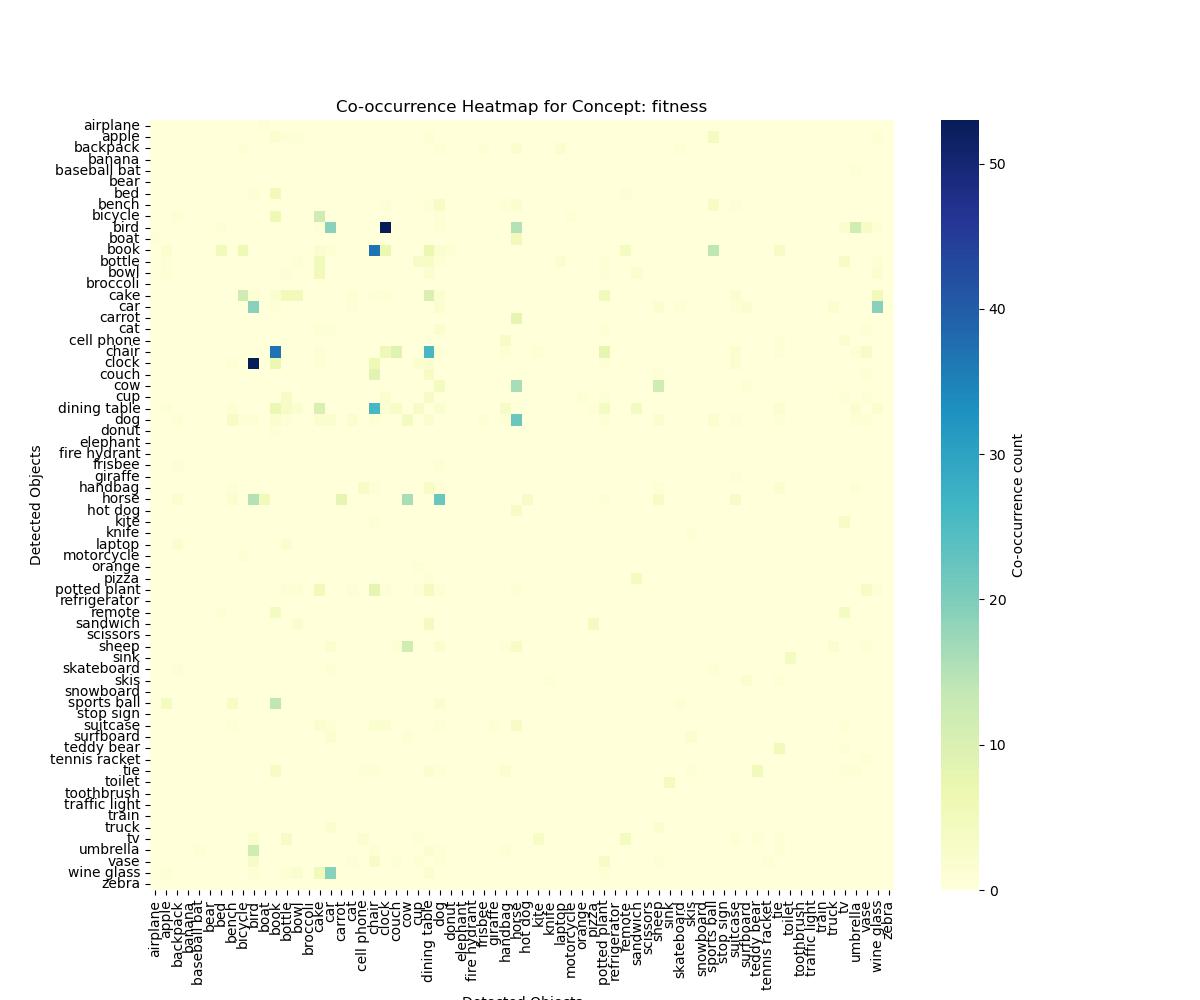 Co-occurrence Heatmap for Concept: fitness
airplane
apple
backpack
banana
baseball bat
bear
bed
bench
bicycle
bird
boat
book
bottle
bowl
broccoli
cake
car
carrot
cat
cell phone
chair
clock
couch
cow
cup
dining table
dog
donut
elephant
fire hydrant
frisbee
giraffe
handbag
horse
hot dog
kite
knife
laptop
motorcycle
orange
pizza
potted plant
refrigerator
remote
sandwich
scissors
sheep
sink
skateboard
skis
snowboard
sports ball
stop sign
suitcase
surfboard
teddy bear
tennis racket
tie
toilet
toothbrush
traffic light
train
truck
tv
umbrella
vase
wine glass
zebra
Detected Objects
airplane
apple
backpack
banana
baseball bat
bear
bed
bench
bicycle
bird
boat
book
bottle
bowl
broccoli
cake
car
carrot
cat
cell phone
chair
clock
couch
cow
cup
dining table
dog
donut
elephant
fire hydrant
frisbee
giraffe
handbag
horse
hot dog
kite
knife
laptop
motorcycle
orange
pizza
potted plant
refrigerator
remote
sandwich
scissors
sheep
sink
skateboard
skis
snowboard
sports ball
stop sign
suitcase
surfboard
teddy bear
tennis racket
tie
toilet
toothbrush
traffic light
train
truck
tv
umbrella
vase
wine glass
zebra
Detected Objects
50
40
30
20
10
0
Co-occurrence count